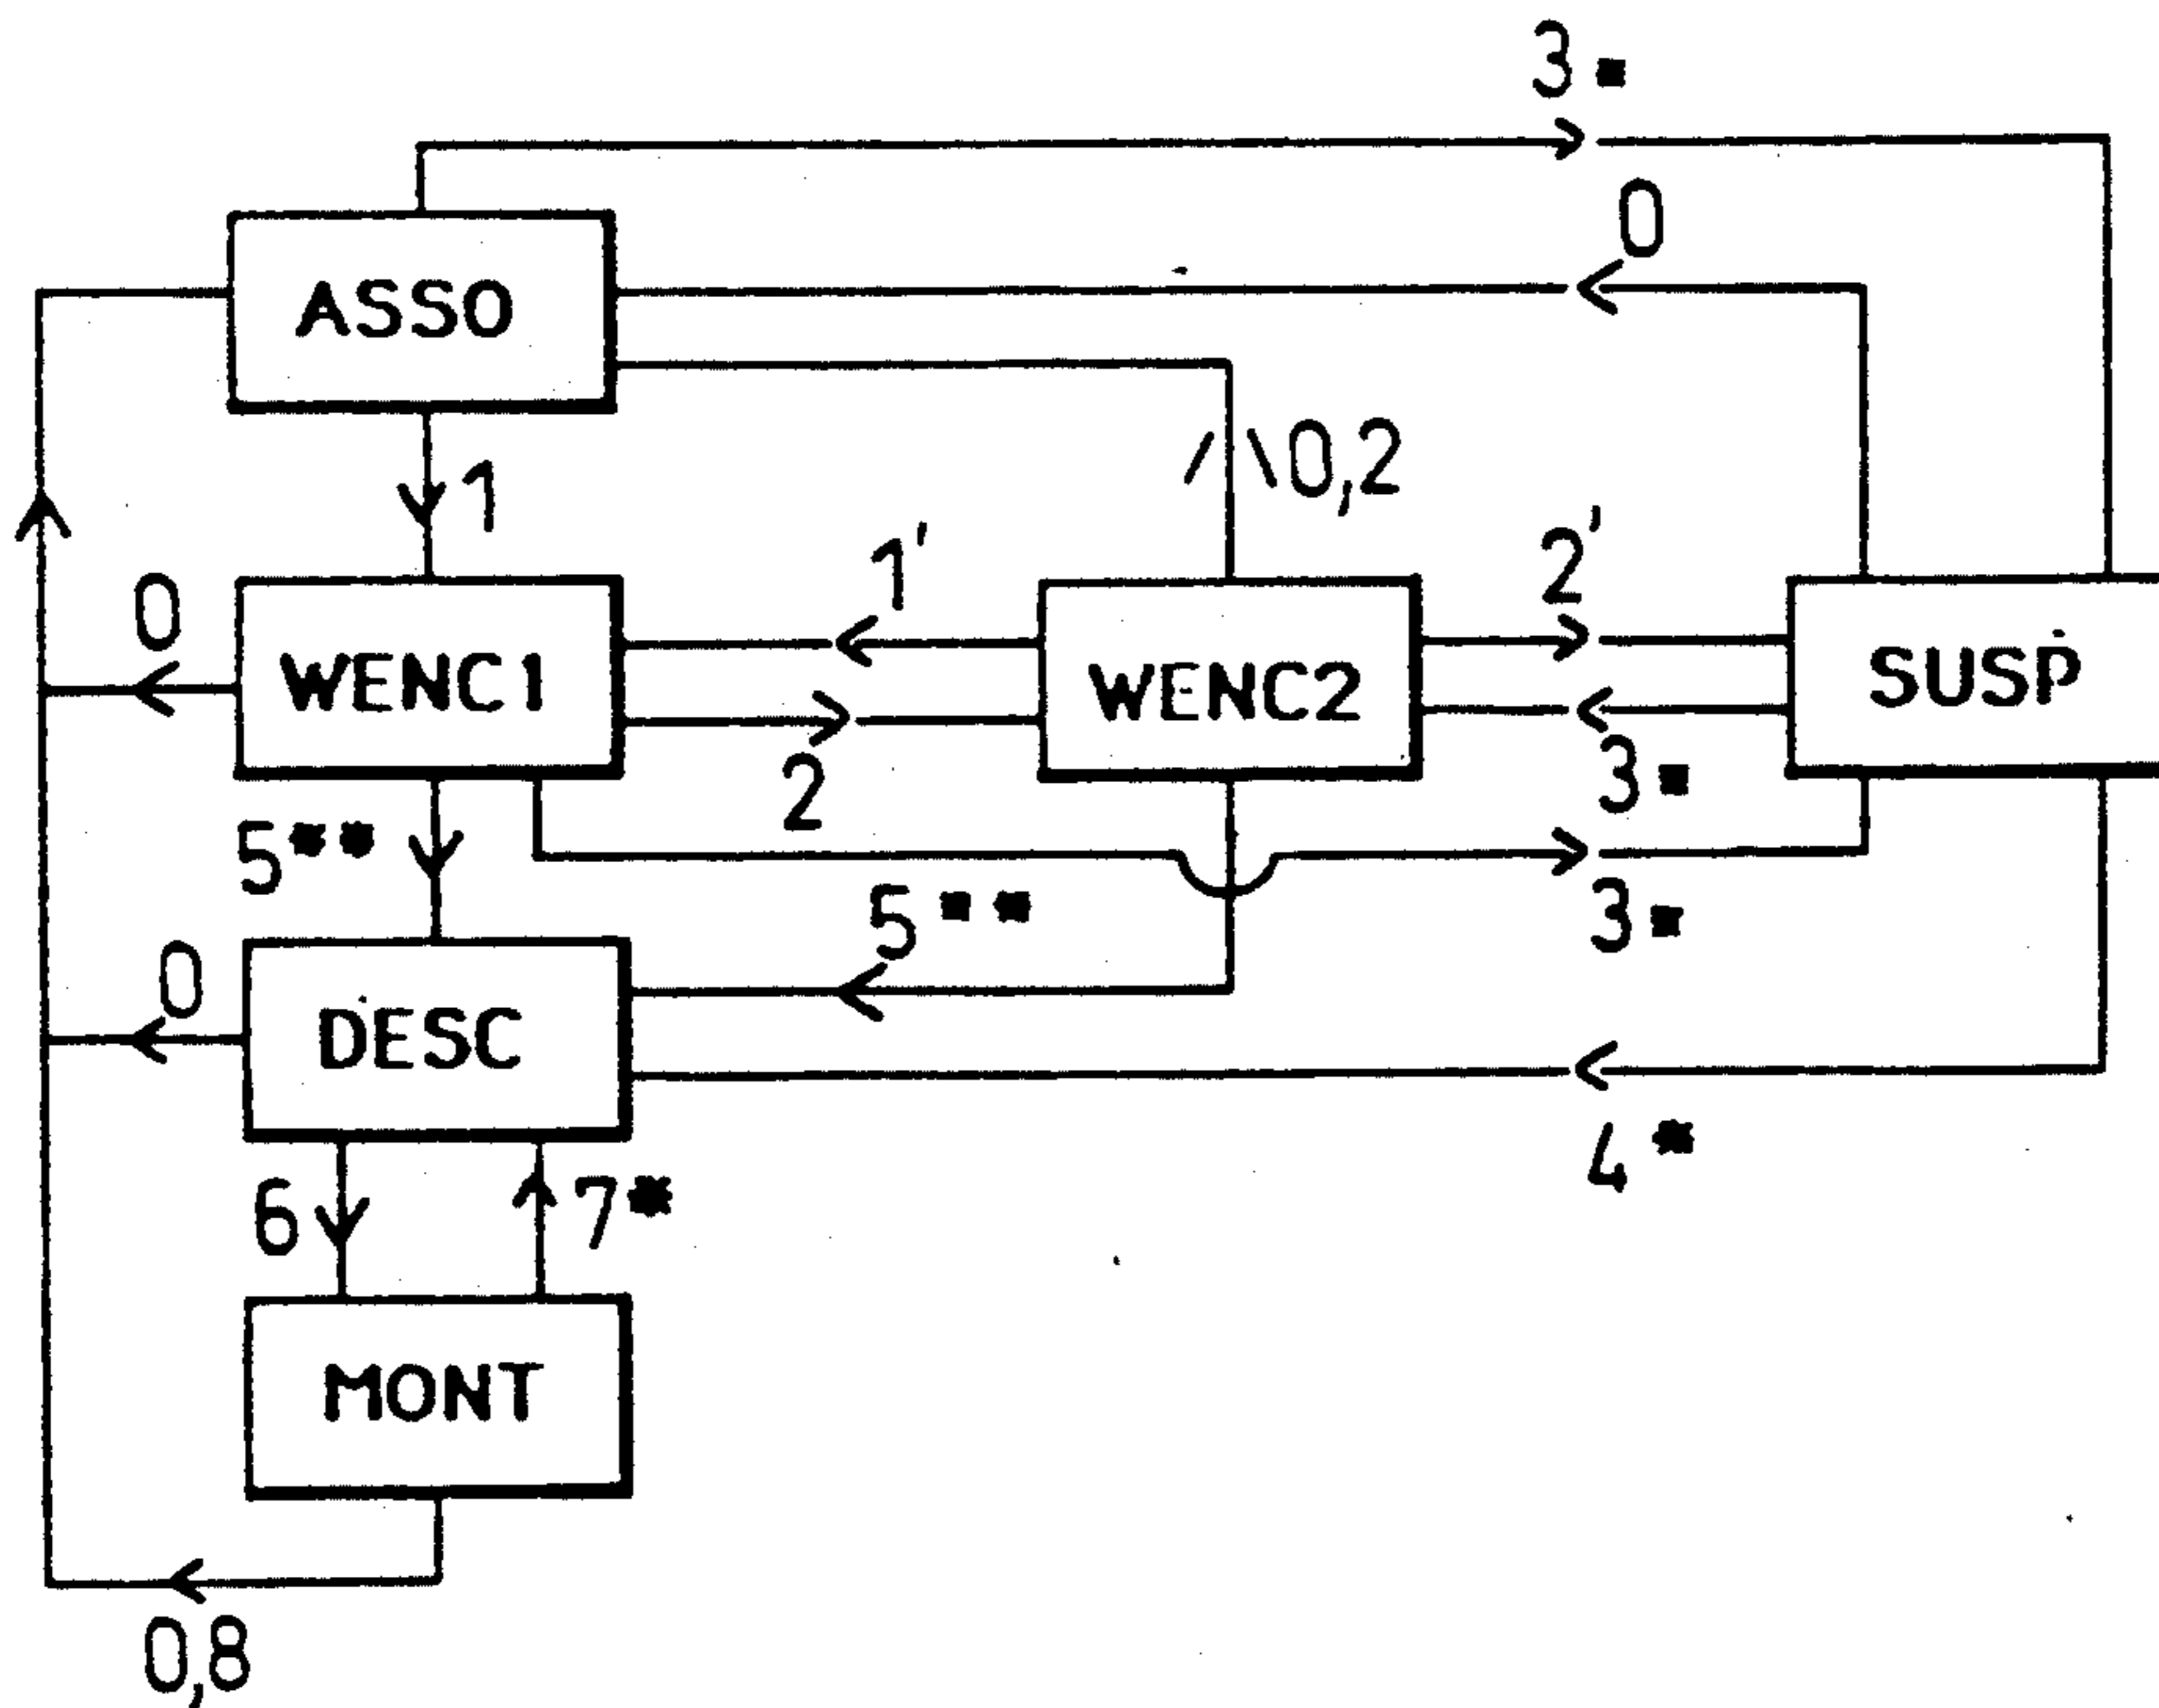 3■
0
ASSO
0,2
1
1'
2'
0
WENC1
WENC2
SUSP
2
3■
5**
5■■
3■
0
DESC
4*
6
7*
MONT
0,8